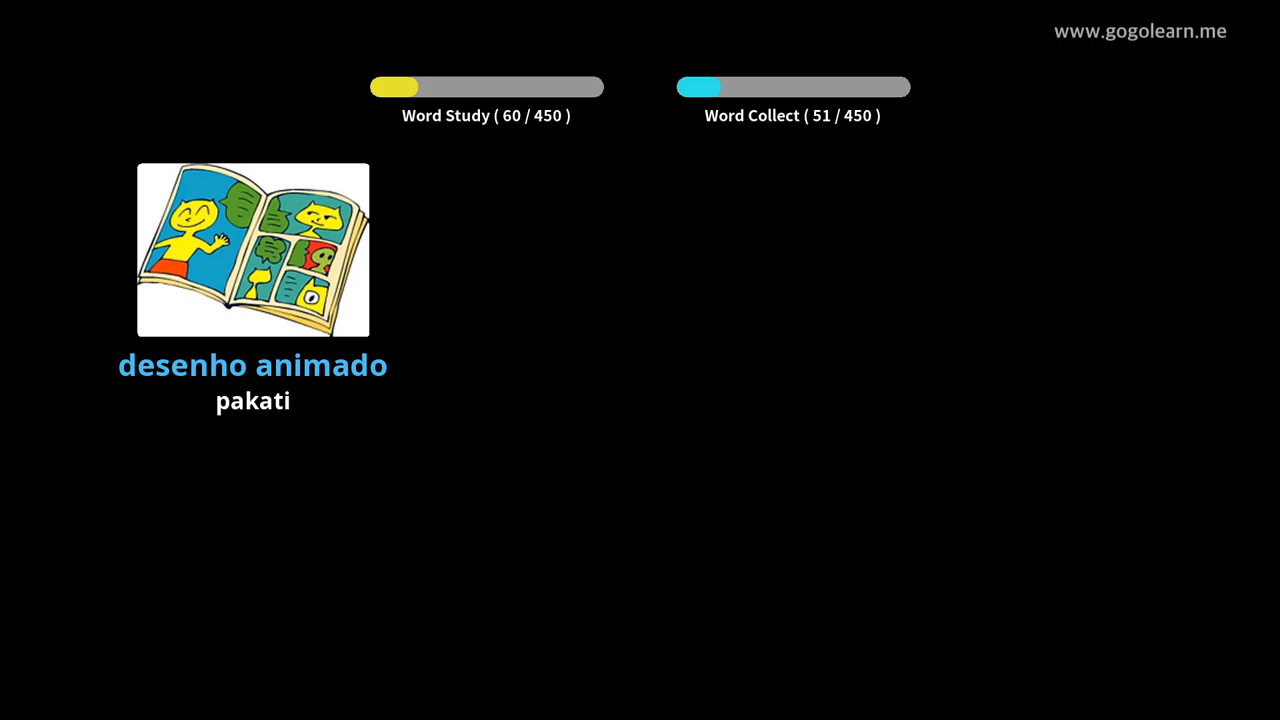 www.gogolearn.me
Word Study ( 60 / 450 )
Word Collect ( 51 / 450 )
desenho animado
pakati